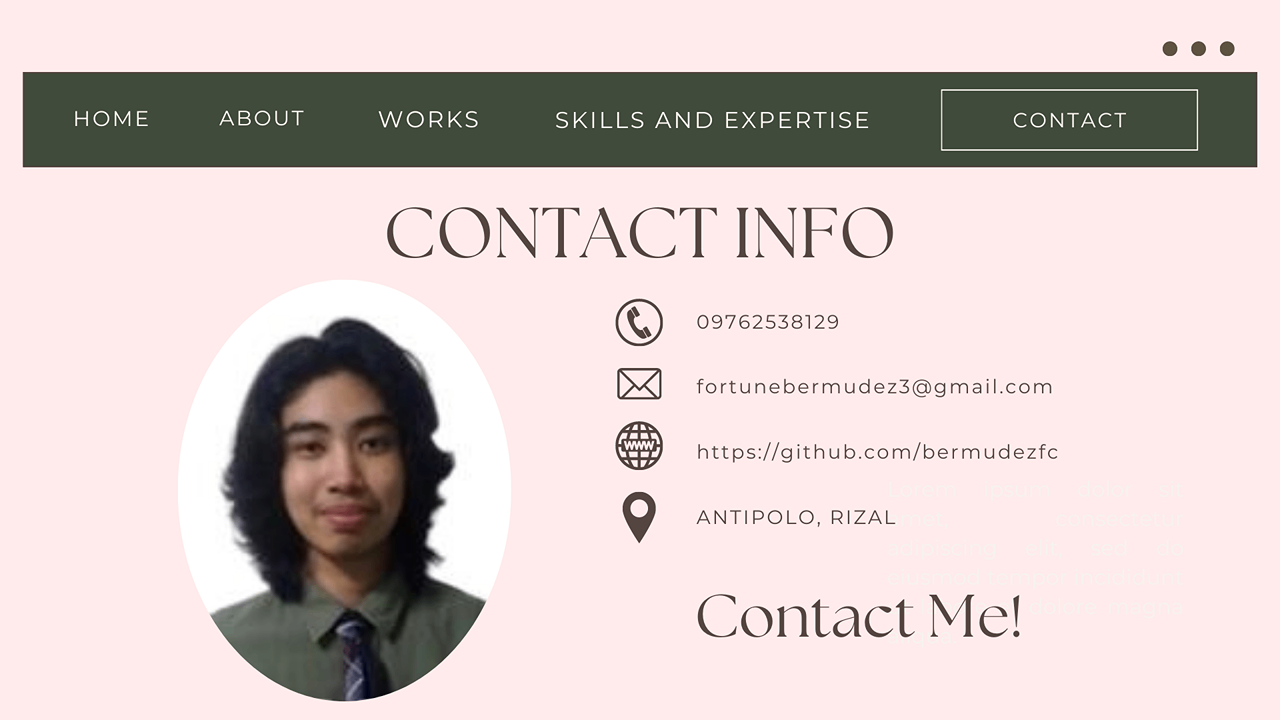 HOME ABOUT WORKS SKILLS AND EXPERTISE CONTACT
CONTACT INFO
09762538129
fortunebermudez3@gmail.com
www
https://github.com/bermudezfc
ANTIPOLO, RIZAL
Contact Me!